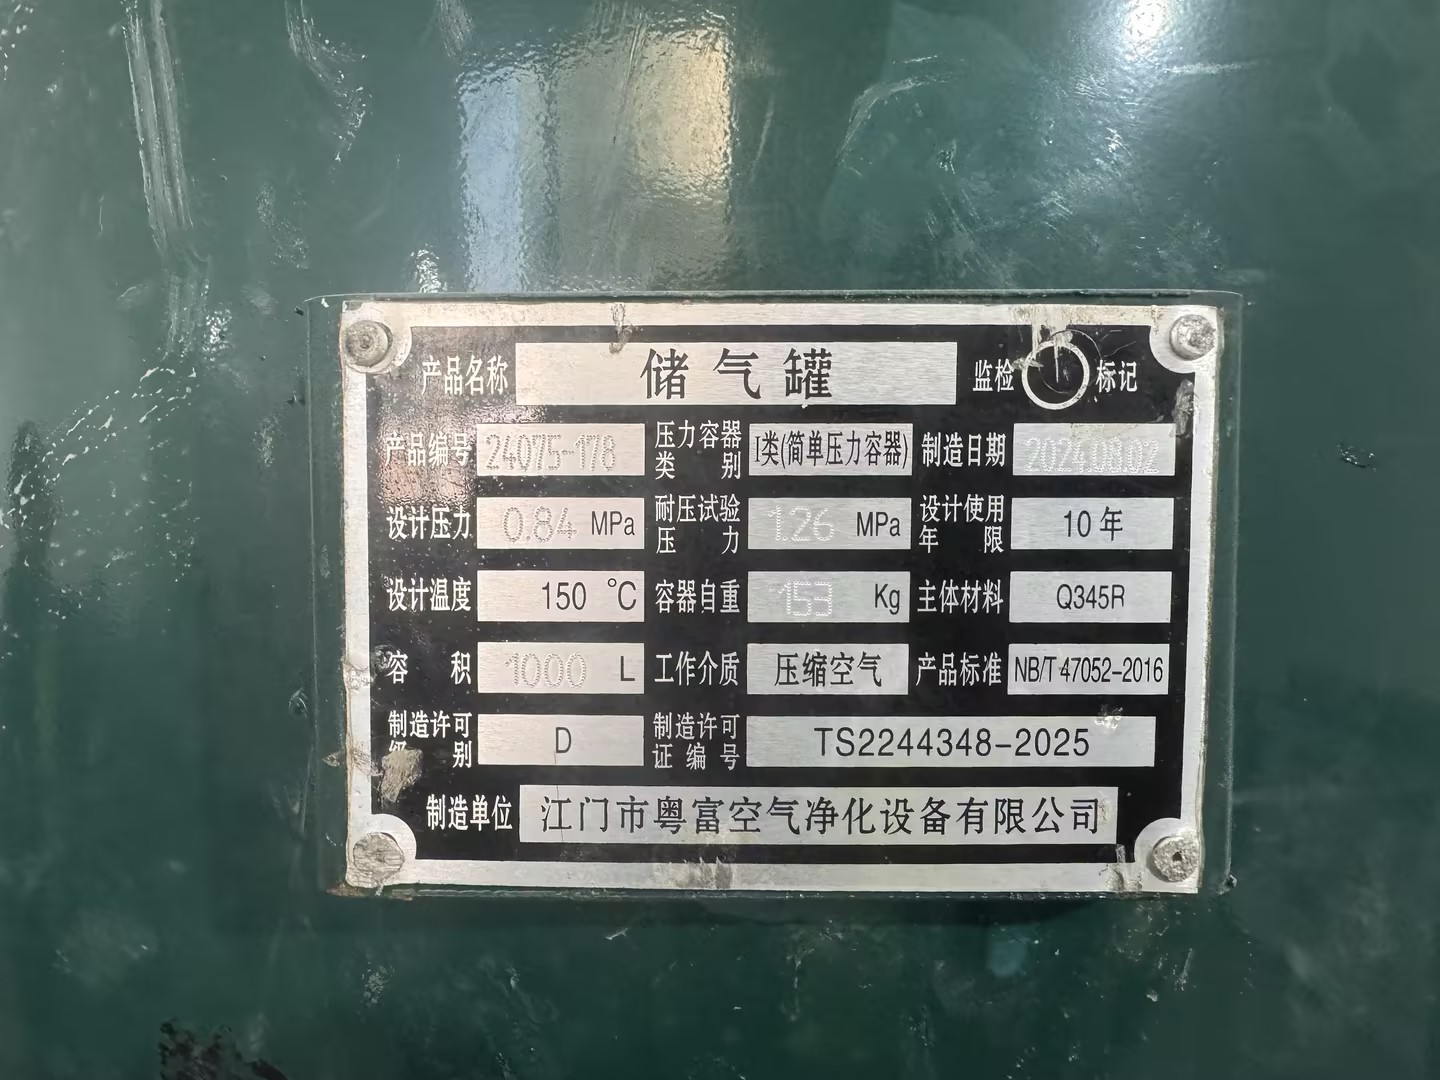 产品名称 储气罐 监检 标记
产品编号 24075-178 压力容器类别 I类(简单压力容器) 制造日期 2024.08.02
设计压力 0.84 MPa 耐压试验压力 1.26 MPa 设计使用年限 10 年
设计温度 150 ℃ 容器自重 153 Kg 主体材料 Q345R
容积 1000 L 工作介质 压缩空气 产品标准 NB/T 47052-2016
制造许可级别 D 制造许可证编号 TS2244348-2025
制造单位 江门市粤富空气净化设备有限公司